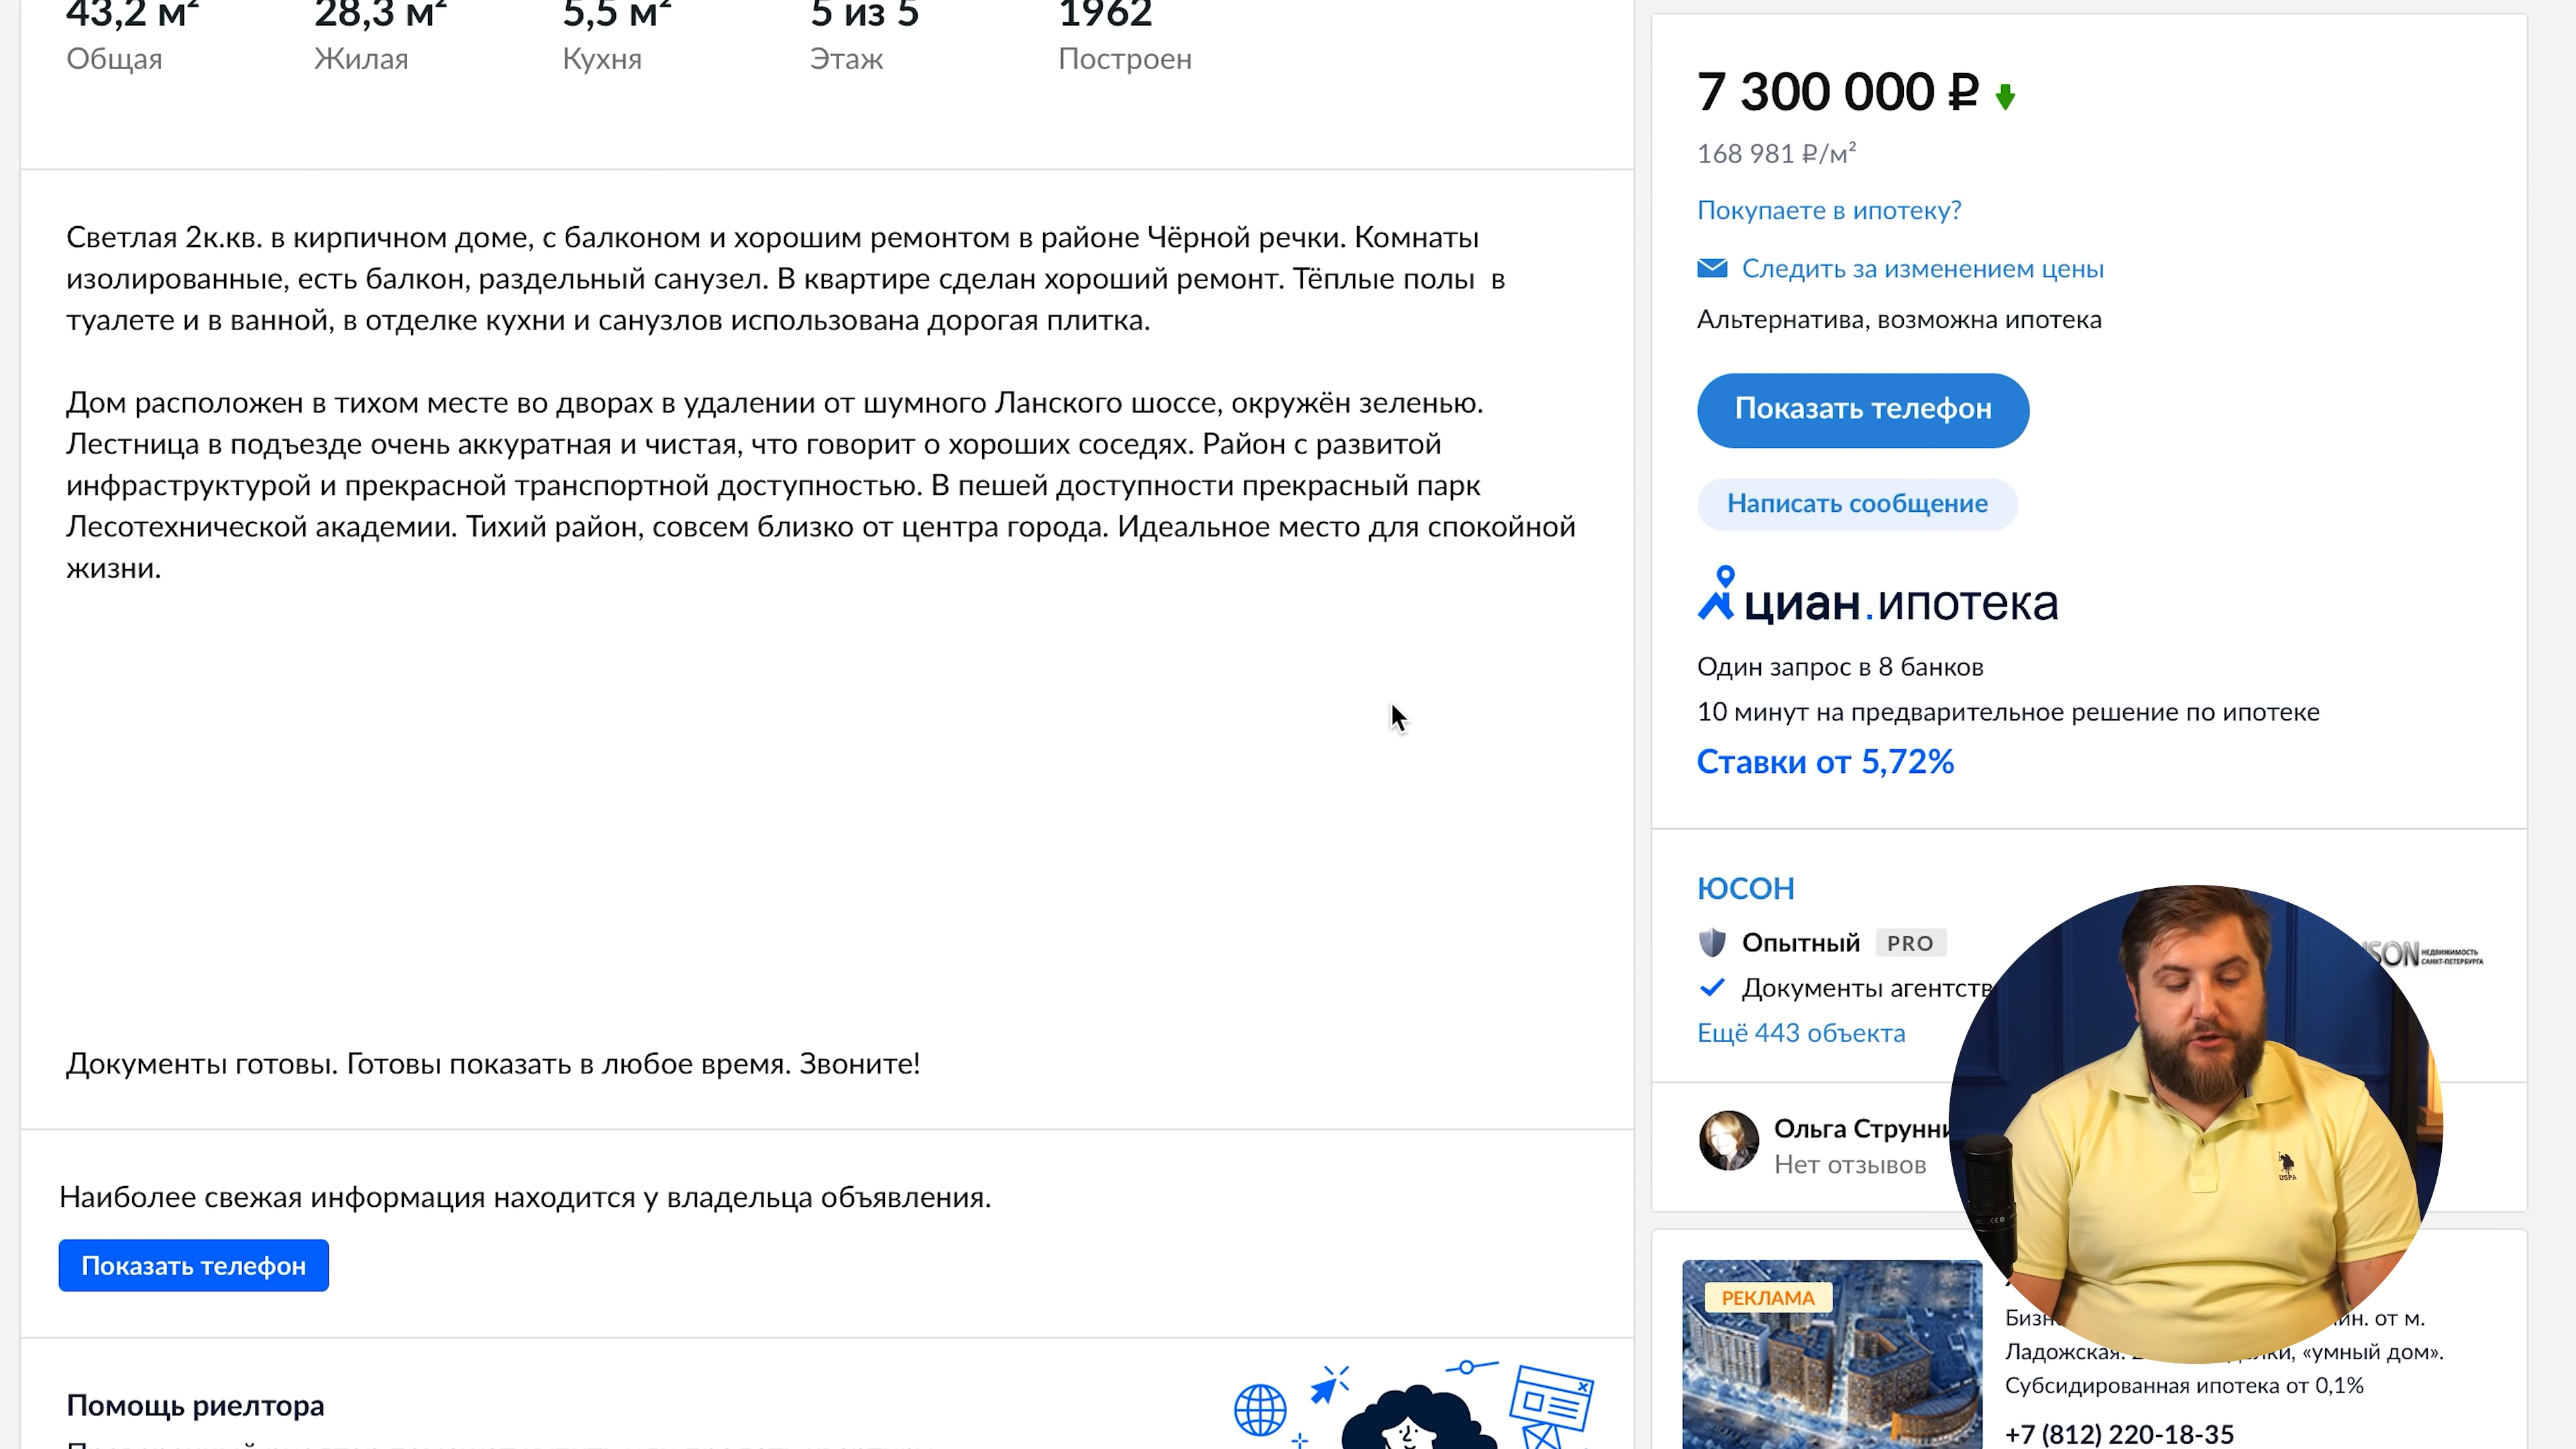 43,2 м² 28,3 м² 5,5 м² 5 из 5 1962
Общая Жилая Кухня Этаж Построен
Светлая 2к.кв. в кирпичном доме, с балконом и хорошим ремонтом в районе Чёрной речки. Комнаты
изолированные, есть балкон, раздельный санузел. В квартире сделан хороший ремонт. Тёплые полы в
туалете и в ванной, в отделке кухни и санузлов использована дорогая плитка.
Дом расположен в тихом месте во дворах в удалении от шумного Ланского шоссе, окружён зеленью.
Лестница в подъезде очень аккуратная и чистая, что говорит о хороших соседях. Район с развитой
инфраструктурой и прекрасной транспортной доступностью. В пешей доступности прекрасный парк
Лесотехнической академии. Тихий район, совсем близко от центра города. Идеальное место для спокойной
жизни.
Документы готовы. Готовы показать в любое время. Звоните!
Наиболее свежая информация находится у владельца объявления.
Показать телефон
Помощь риелтора
7 300 000 ₽
168 981 ₽/м²
Покупаете в ипотеку?
Следить за изменением цены
Альтернатива, возможна ипотека
Показать телефон
Написать сообщение
циан.ипотека
Один запрос в 8 банков
10 минут на предварительное решение по ипотеке
Ставки от 5,72%
ЮСОН
Опытный PRO
НЕДВИЖИМОСТЬ
САНКТ-ПЕТЕРБУРГА
Документы
Ещё 443 объекта
Ольга
Нет отзывов
USPA
РЕКЛАМА
от м.
Ладожская. «умный дом».
Субсидированная ипотека от 0,1%
+7 (812) 220-18-35